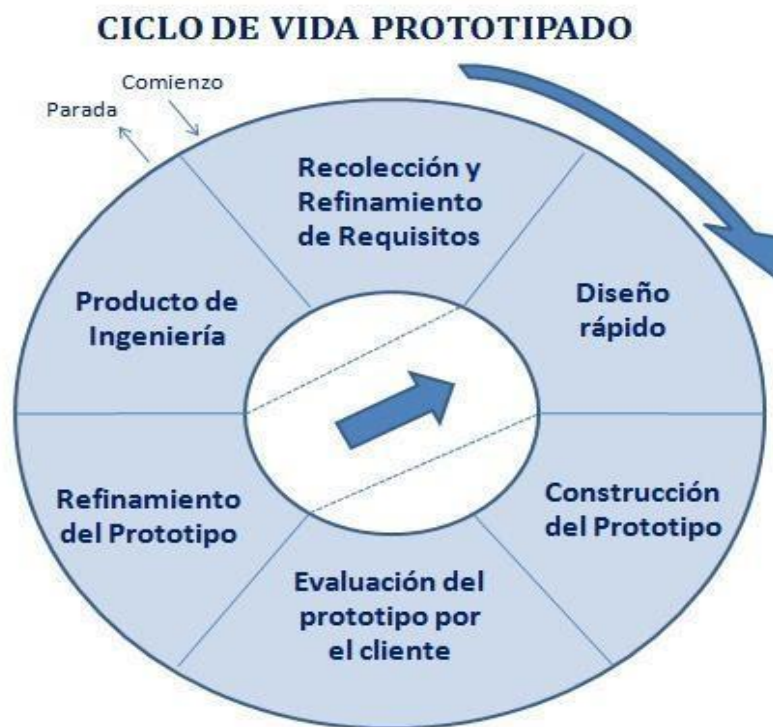 CICLO DE VIDA PROTOTIPADO
Comienzo
Parada
Recolección y
Refinamiento
de Requisitos
Diseño
rápido
Construcción
del Prototipo
Evaluación del
prototipo por
el cliente
Refinamiento
del Prototipo
Producto de
Ingeniería